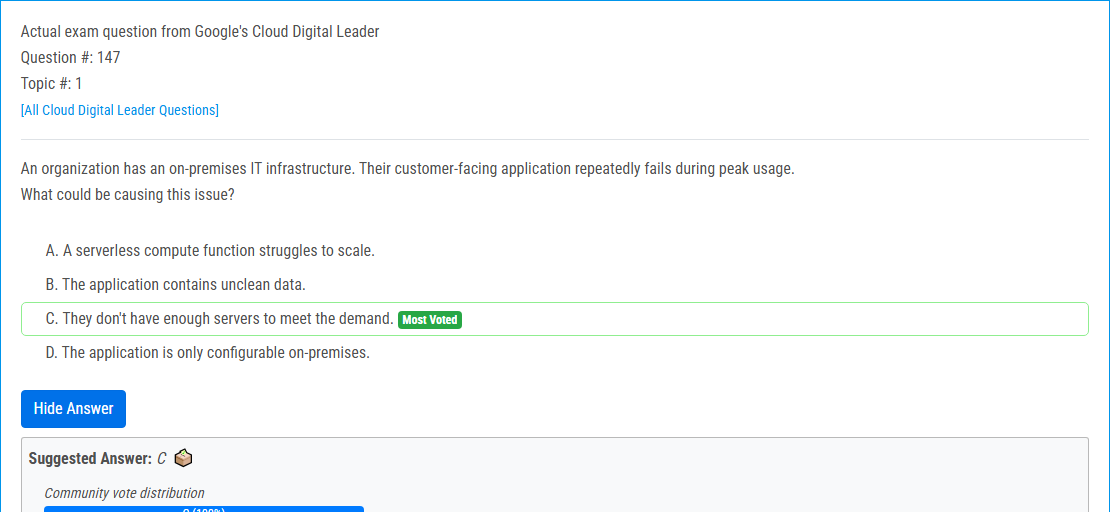 Actual exam question from Google's Cloud Digital Leader
Question #: 147
Topic #: 1
[All Cloud Digital Leader Questions]
An organization has an on-premises IT infrastructure. Their customer-facing application repeatedly fails during peak usage.
What could be causing this issue?
A. A serverless compute function struggles to scale.
B. The application contains unclean data.
C. They don't have enough servers to meet the demand. Most Voted
D. The application is only configurable on-premises.
Hide Answer
Suggested Answer: C
Community vote distribution